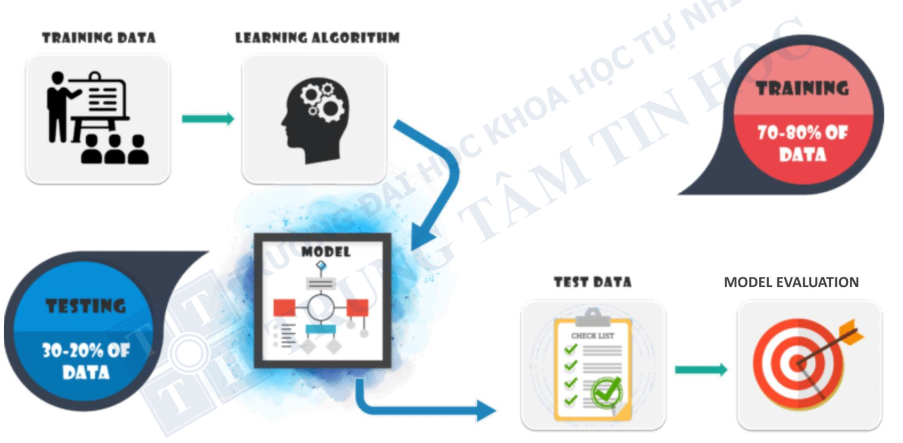 TRAINING DATA
LEARNING ALGORITHM
TRAINING
70-80% OF
DATA
MODEL
TESTING
30-20% OF
DATA
TEST DATA
MODEL EVALUATION
CHECK LIST
TRƯỜNG ĐẠI HỌC KHOA HỌC TỰ NHI
TRUNG TÂM TIN HỌC